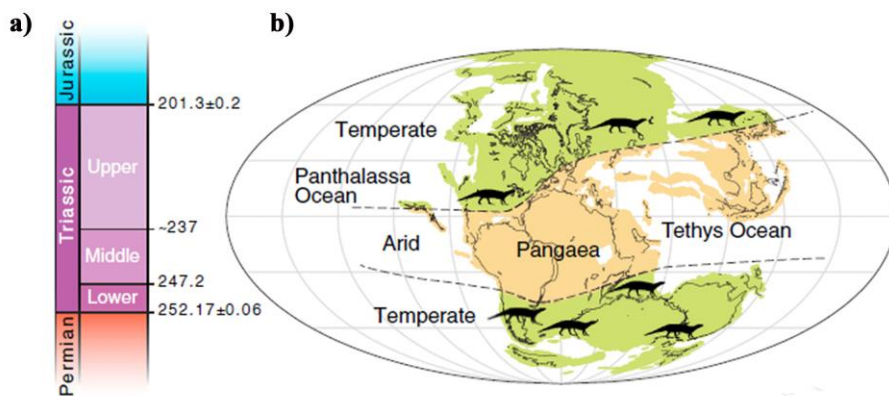 a)
Jurassic
Triassic
Permian
Upper
Middle
Lower
201.3±0.2
~237
247.2
252.17±0.06
b)
Temperate
Panthalassa
Ocean
Arid
Pangaea
Tethys Ocean
Temperate